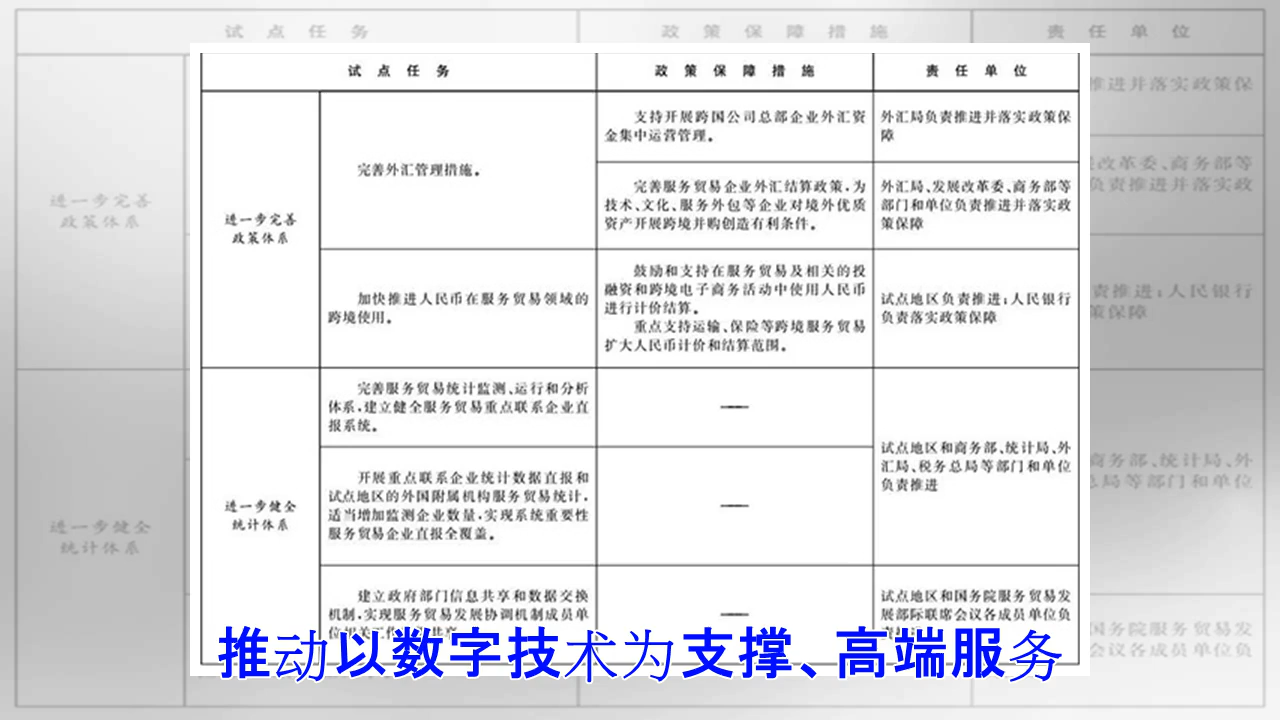 试点任务 政策保障措施 责任单位
进一步完善
政策体系
完善外汇管理措施。
支持开展跨国公司总部企业外汇资
金集中运营管理。
外汇局负责推进并落实政策保
障
完善服务贸易企业外汇结算政策,为
技术、文化、服务外包等企业对境外优质
资产开展跨境并购创造有利条件。
外汇局、发展改革委、商务部等
部门和单位负责推进并落实政
策保障
加快推进人民币在服务贸易领域的
跨境使用。
鼓励和支持在服务贸易及相关的投
融资和跨境电子商务活动中使用人民币
进行计价结算。
重点支持运输、保险等跨境服务贸易
扩大人民币计价和结算范围。
试点地区负责推进;人民银行
负责落实政策保障
进一步健全
统计体系
完善服务贸易统计监测、运行和分析
体系,建立健全服务贸易重点联系企业直
报系统。
——
试点地区和商务部、统计局、外
汇局、税务总局等部门和单位
负责推进
开展重点联系企业统计数据直报和
试点地区的外国附属机构服务贸易统计,
适当增加监测企业数量,实现系统重要性
服务贸易企业直报全覆盖。
——
建立政府部门信息共享和数据交换
机制,实现服务贸易发展协调机制成员单
——
试点地区和国务院服务贸易发
展部际联席会议各成员单位负
推动以数字技术为支撑、高端服务